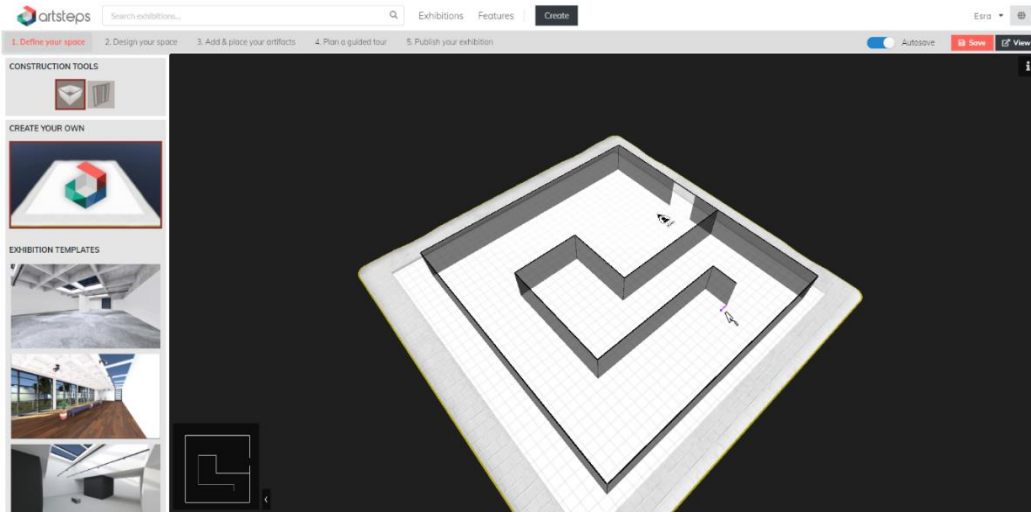 artsteps
Search exhibitions...
Exhibitions
Features
Create
Esra
1. Define your space
2. Design your space
3. Add & place your artifacts
4. Plan a guided tour
5. Publish your exhibition
Autosave
Save
View
CONSTRUCTION TOOLS
CREATE YOUR OWN
EXHIBITION TEMPLATES